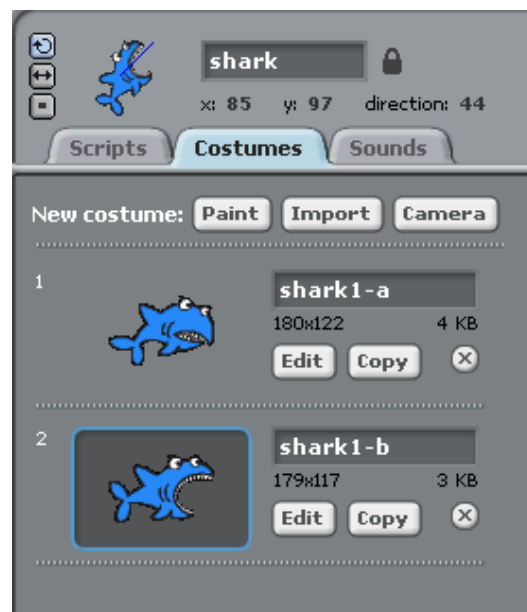 shark
x: 85 y: 97 direction: 44
Scripts Costumes Sounds
New costume: Paint Import Camera
1
shark1-a
180x122 4 KB
Edit Copy
2
shark1-b
179x117 3 KB
Edit Copy